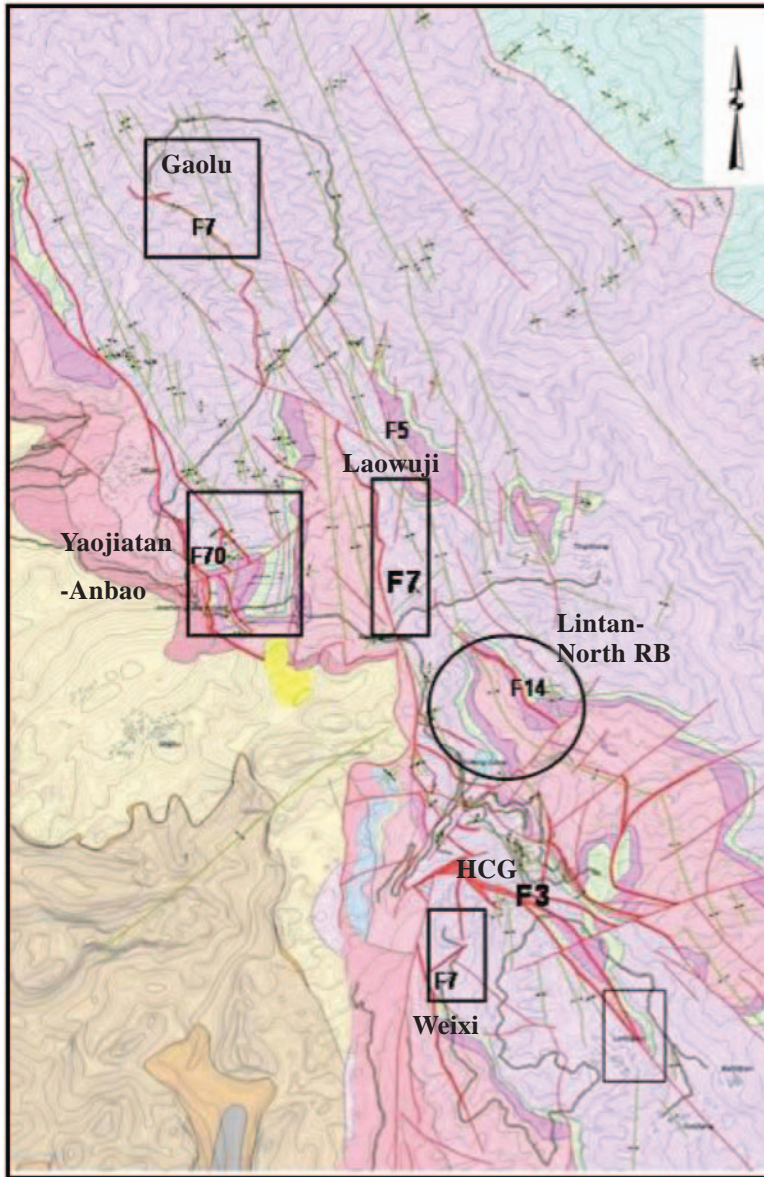 Gaolu
F7
F5
Laowuji
Yaojiatan
F70
-Anbao
F7
Lintan-
North RB
F14
HCG
F3
F7
Weixi